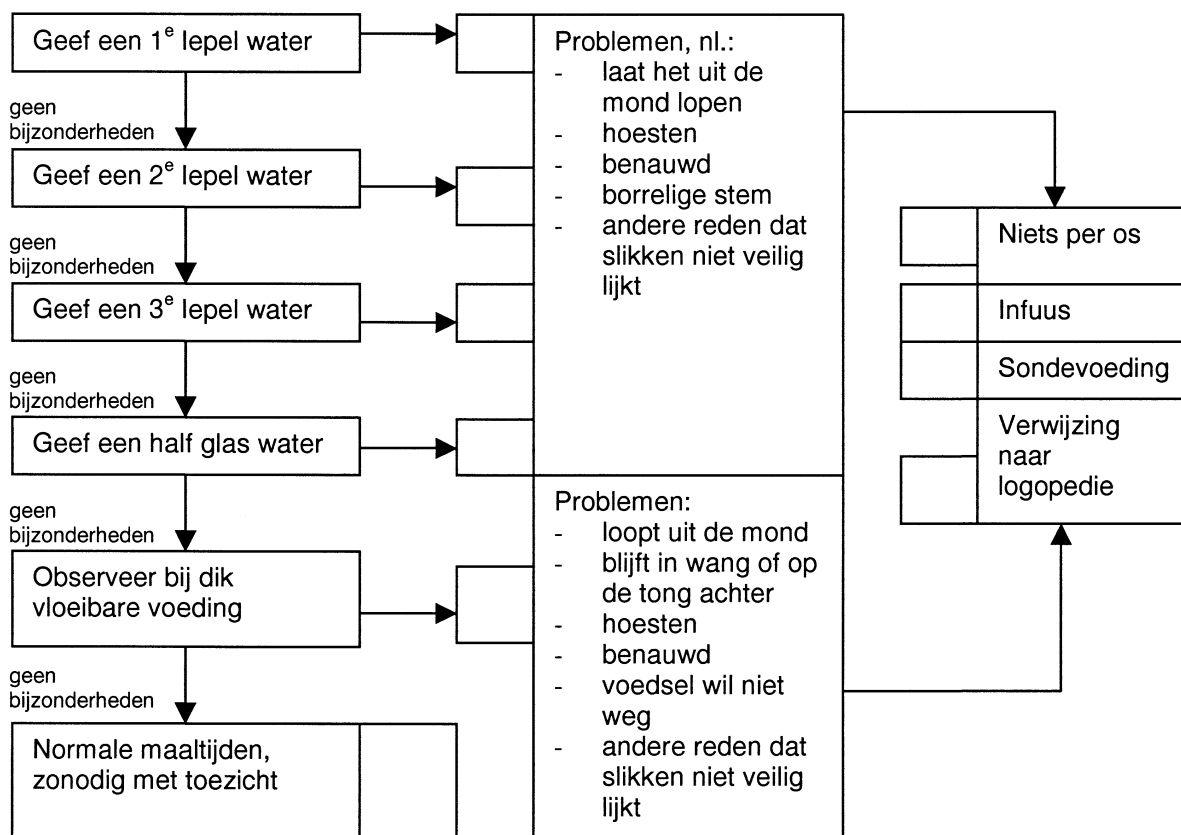 Geef een 1e lepel water
geen
bijzonderheden
Geef een 2e lepel water
geen
bijzonderheden
Geef een 3e lepel water
geen
bijzonderheden
Geef een half glas water
geen
bijzonderheden
Observeer bij dik
vloeibare voeding
geen
bijzonderheden
Normale maaltijden,
zonodig met toezicht
Problemen, nl.:
- laat het uit de
mond lopen
- hoesten
- benauwd
- borrelige stem
- andere reden dat
slikken niet veilig
lijkt
Problemen:
- loopt uit de mond
- blijft in wang of op
de tong achter
- hoesten
- benauwd
- voedsel wil niet
weg
- andere reden dat
slikken niet veilig
lijkt
Niets per os
Infuus
Sondevoeding
Verwijzing
naar
logopedie